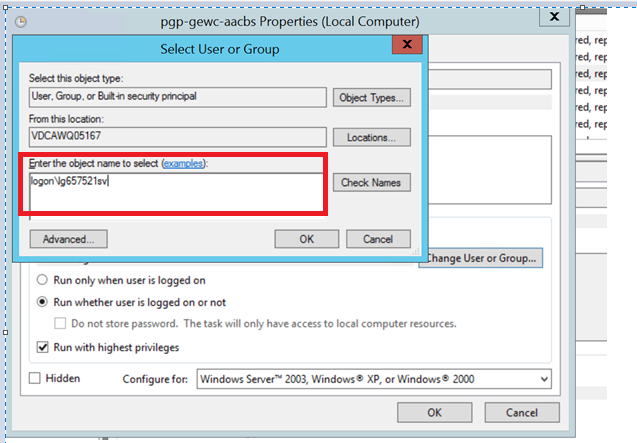 pgp-gewc-aacbs Properties (Local Computer)
X
Select User or Group
X
Select this object type:
User, Group, or Built-in security principal
Object Types...
From this location:
VDCAWQ05167
Locations...
Enter the object name to select (examples):
logon\lg657521sv
Check Names
Advanced...
OK
Cancel
Change User or Group...
Run only when user is logged on
Run whether user is logged on or not
Do not store password. The task will only have access to local computer resources.
Run with highest privileges
Hidden
Configure for:
Windows Server™ 2003, Windows® XP, or Windows® 2000
OK
Cancel
red, rep
red, rep
red, rep
red, rep
red, rep
red, rep